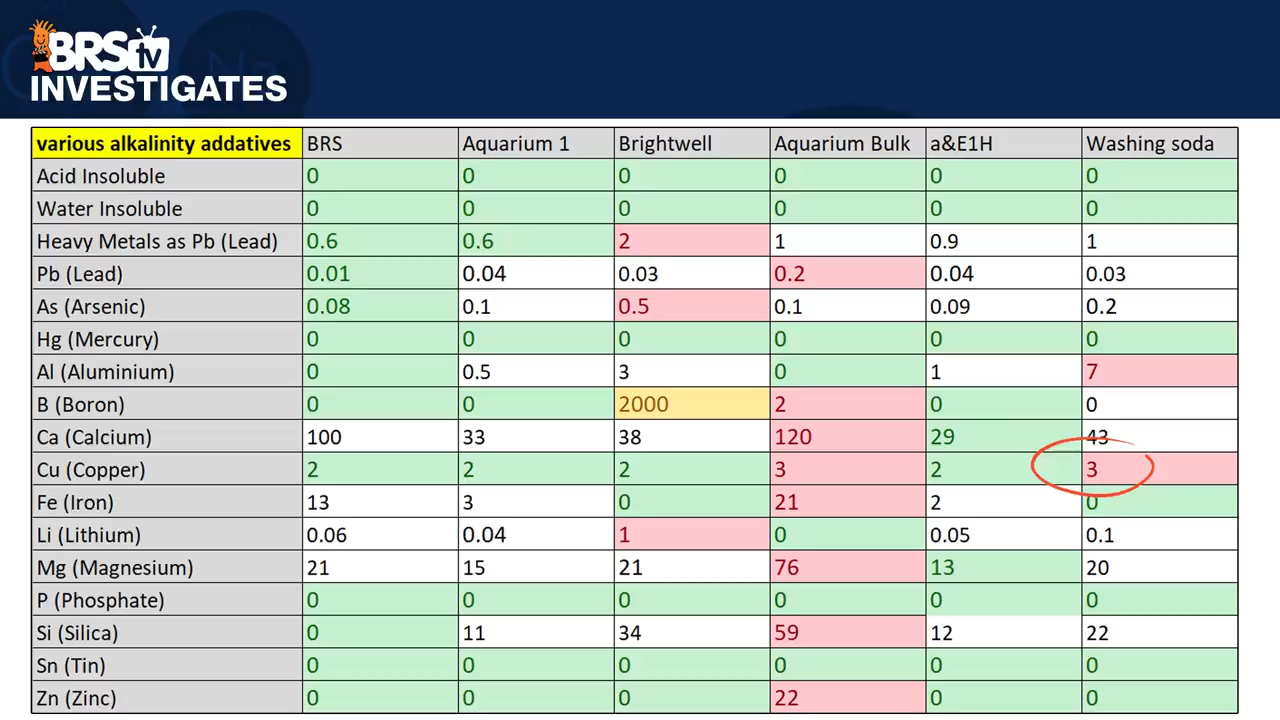 BRStv
INVESTIGATES
various alkalinity addatives BRS Aquarium 1 Brightwell Aquarium Bulk a&E1H Washing soda
Acid Insoluble 0 0 0 0 0 0
Water Insoluble 0 0 0 0 0 0
Heavy Metals as Pb (Lead) 0.6 0.6 2 1 0.9 1
Pb (Lead) 0.01 0.04 0.03 0.2 0.04 0.03
As (Arsenic) 0.08 0.1 0.5 0.1 0.09 0.2
Hg (Mercury) 0 0 0 0 0 0
Al (Aluminium) 0 0.5 3 0 1 7
B (Boron) 0 0 2000 2 0 0
Ca (Calcium) 100 33 38 120 29 43
Cu (Copper) 2 2 2 3 2 3
Fe (Iron) 13 3 0 21 2 0
Li (Lithium) 0.06 0.04 1 0 0.05 0.1
Mg (Magnesium) 21 15 21 76 13 20
P (Phosphate) 0 0 0 0 0 0
Si (Silica) 0 11 34 59 12 22
Sn (Tin) 0 0 0 0 0 0
Zn (Zinc) 0 0 0 22 0 0